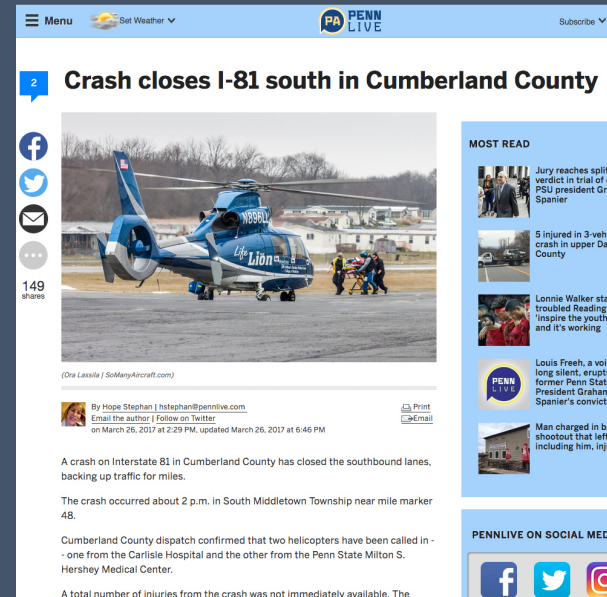 Menu
Set Weather
PA PENN LIVE
Subscribe
2
Crash closes I-81 south in Cumberland County
N896LL
Life Lion
149
shares
(Ora Lassila | SoManyAircraft.com)
By Hope Stephan | hstephan@pennlive.com
Email the author | Follow on Twitter
on March 26, 2017 at 2:29 PM, updated March 26, 2017 at 6:46 PM
Print
Email
A crash on Interstate 81 in Cumberland County has closed the southbound lanes,
backing up traffic for miles.
The crash occurred about 2 p.m. in South Middletown Township near mile marker
48.
Cumberland County dispatch confirmed that two helicopters have been called in -
- one from the Carlisle Hospital and the other from the Penn State Milton S.
Hershey Medical Center.
A total number of injuries from the crash was not immediately available. The
MOST READ
Jury reaches split
verdict in trial of
PSU president Gr
Spanier
5 injured in 3-veh
crash in upper Da
County
Lonnie Walker sta
troubled Reading
'inspire the youth
and it's working
PENN
LIVE
Louis Freeh, a voi
long silent, erupt
former Penn Stat
President Graham
Spanier's convict
Man charged in b
shootout that left
including him, inj
PENNLIVE ON SOCIAL MED